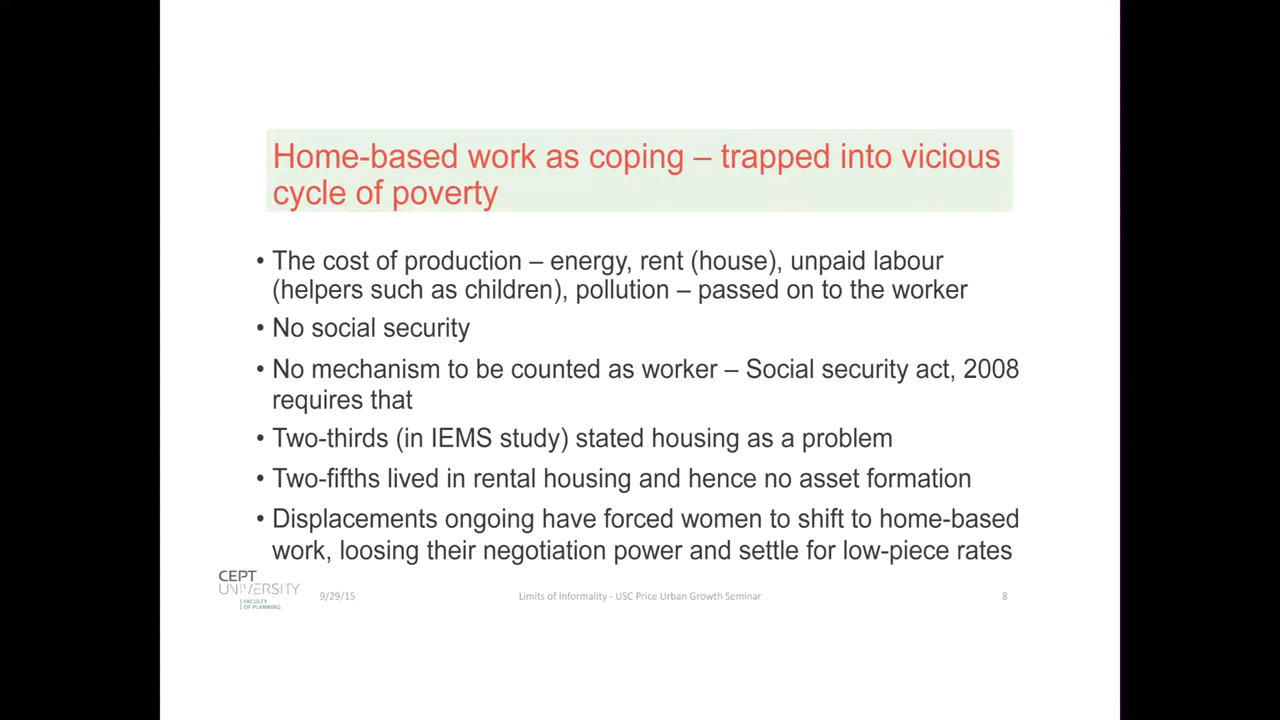 Home-based work as coping – trapped into vicious
cycle of poverty
• The cost of production – energy, rent (house), unpaid labour
(helpers such as children), pollution – passed on to the worker
• No social security
• No mechanism to be counted as worker – Social security act, 2008
requires that
• Two-thirds (in IEMS study) stated housing as a problem
• Two-fifths lived in rental housing and hence no asset formation
• Displacements ongoing have forced women to shift to home-based
work, loosing their negotiation power and settle for low-piece rates
CEPT
UNIVERSITY
FACULTY
OF PLANNING
9/29/15
Limits of Informality - USC Price Urban Growth Seminar
8